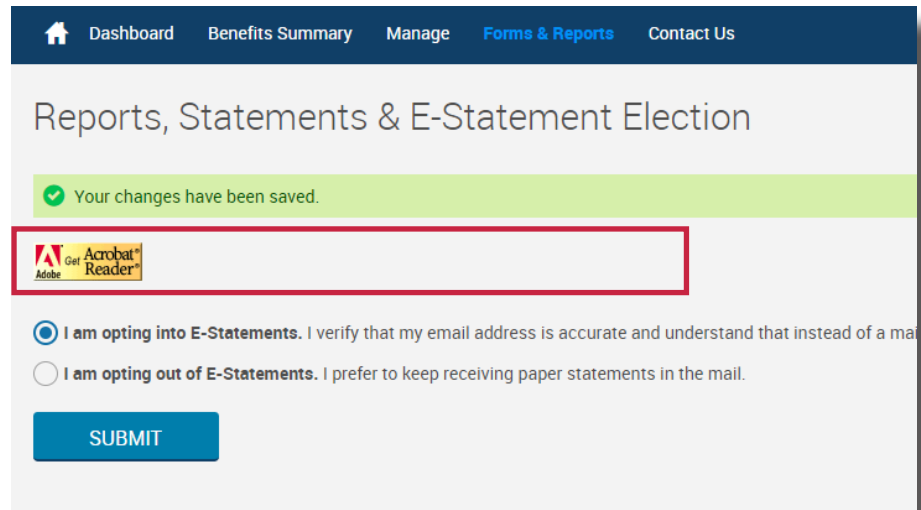 Dashboard Benefits Summary Manage Forms & Reports Contact Us
Reports, Statements & E-Statement Election
Your changes have been saved.
Adobe Get Acrobat® Reader®
I am opting into E-Statements. I verify that my email address is accurate and understand that instead of a mai
I am opting out of E-Statements. I prefer to keep receiving paper statements in the mail.
SUBMIT